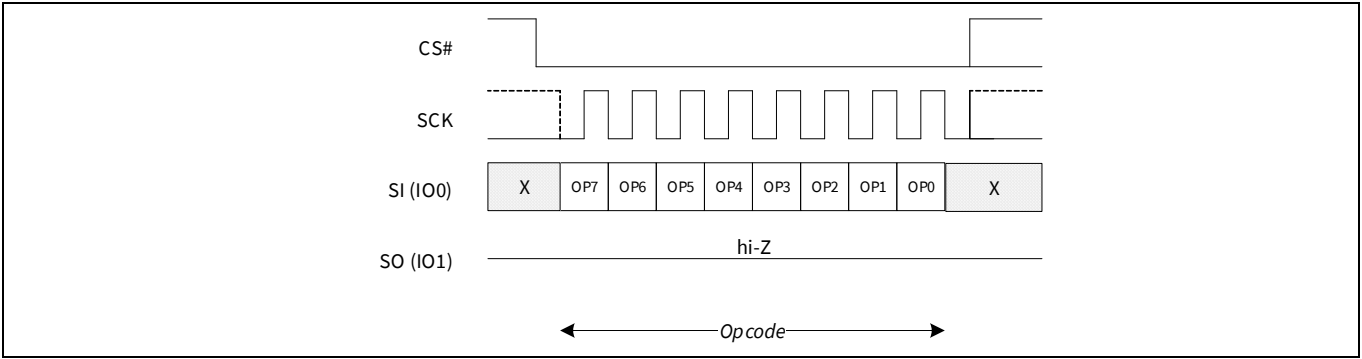 CS#
SCK
SI (IO0) X OP7 OP6 OP5 OP4 OP3 OP2 OP1 OP0 X
hi-Z
SO (IO1)
Opcode